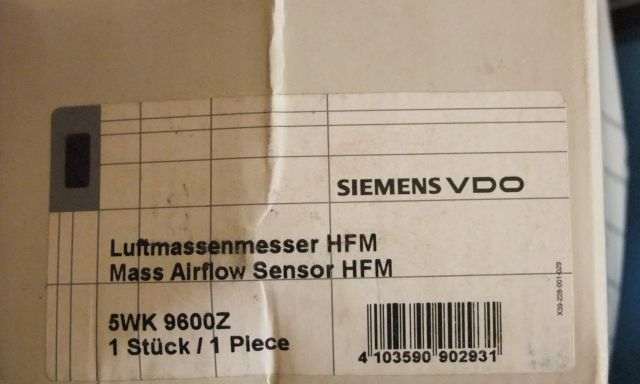 SIEMENS VDO
Luftmassenmesser HFM
Mass Airflow Sensor HFM
5WK 9600Z
1 Stück / 1 Piece
4 103590 902931